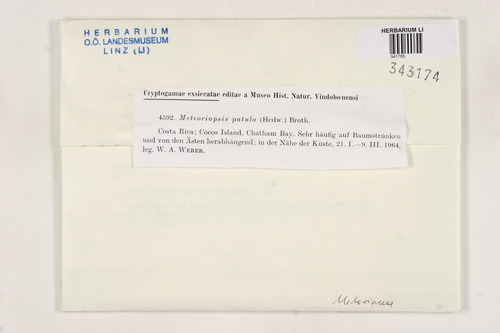 HERBARIUM
O.Ö. LANDESMUSEUM
LINZ (LI)
HERBARIUM LI
343174
Cryptogamae exsiccatae editae a Museo Hist. Natur. Vindobonensi
4592. Meteoriopsis patula (Hedw.) Broth.
Costa Rica; Cocos Island, Chatham Bay. Sehr häufig auf Baumstrünken
und von den Ästen herabhängend; in der Nähe der Küste, 21. I.—9. III. 1964,
leg. W. A. WEBER.